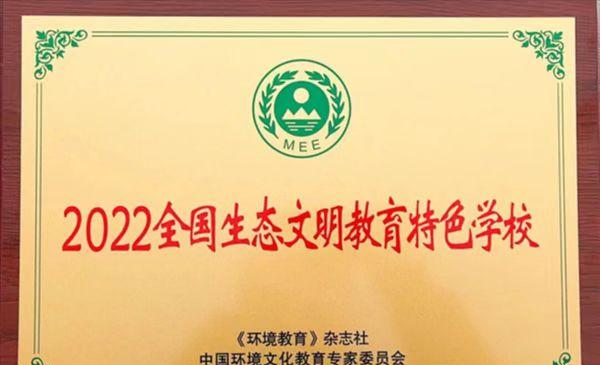 MEE
2022全国生态文明教育特色学校
《环境教育》杂志社
中国环境文化教育专家委员会